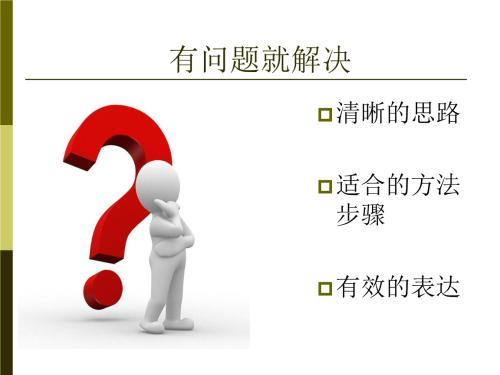 有问题就解决
清晰的思路
适合的方法
步骤
有效的表达